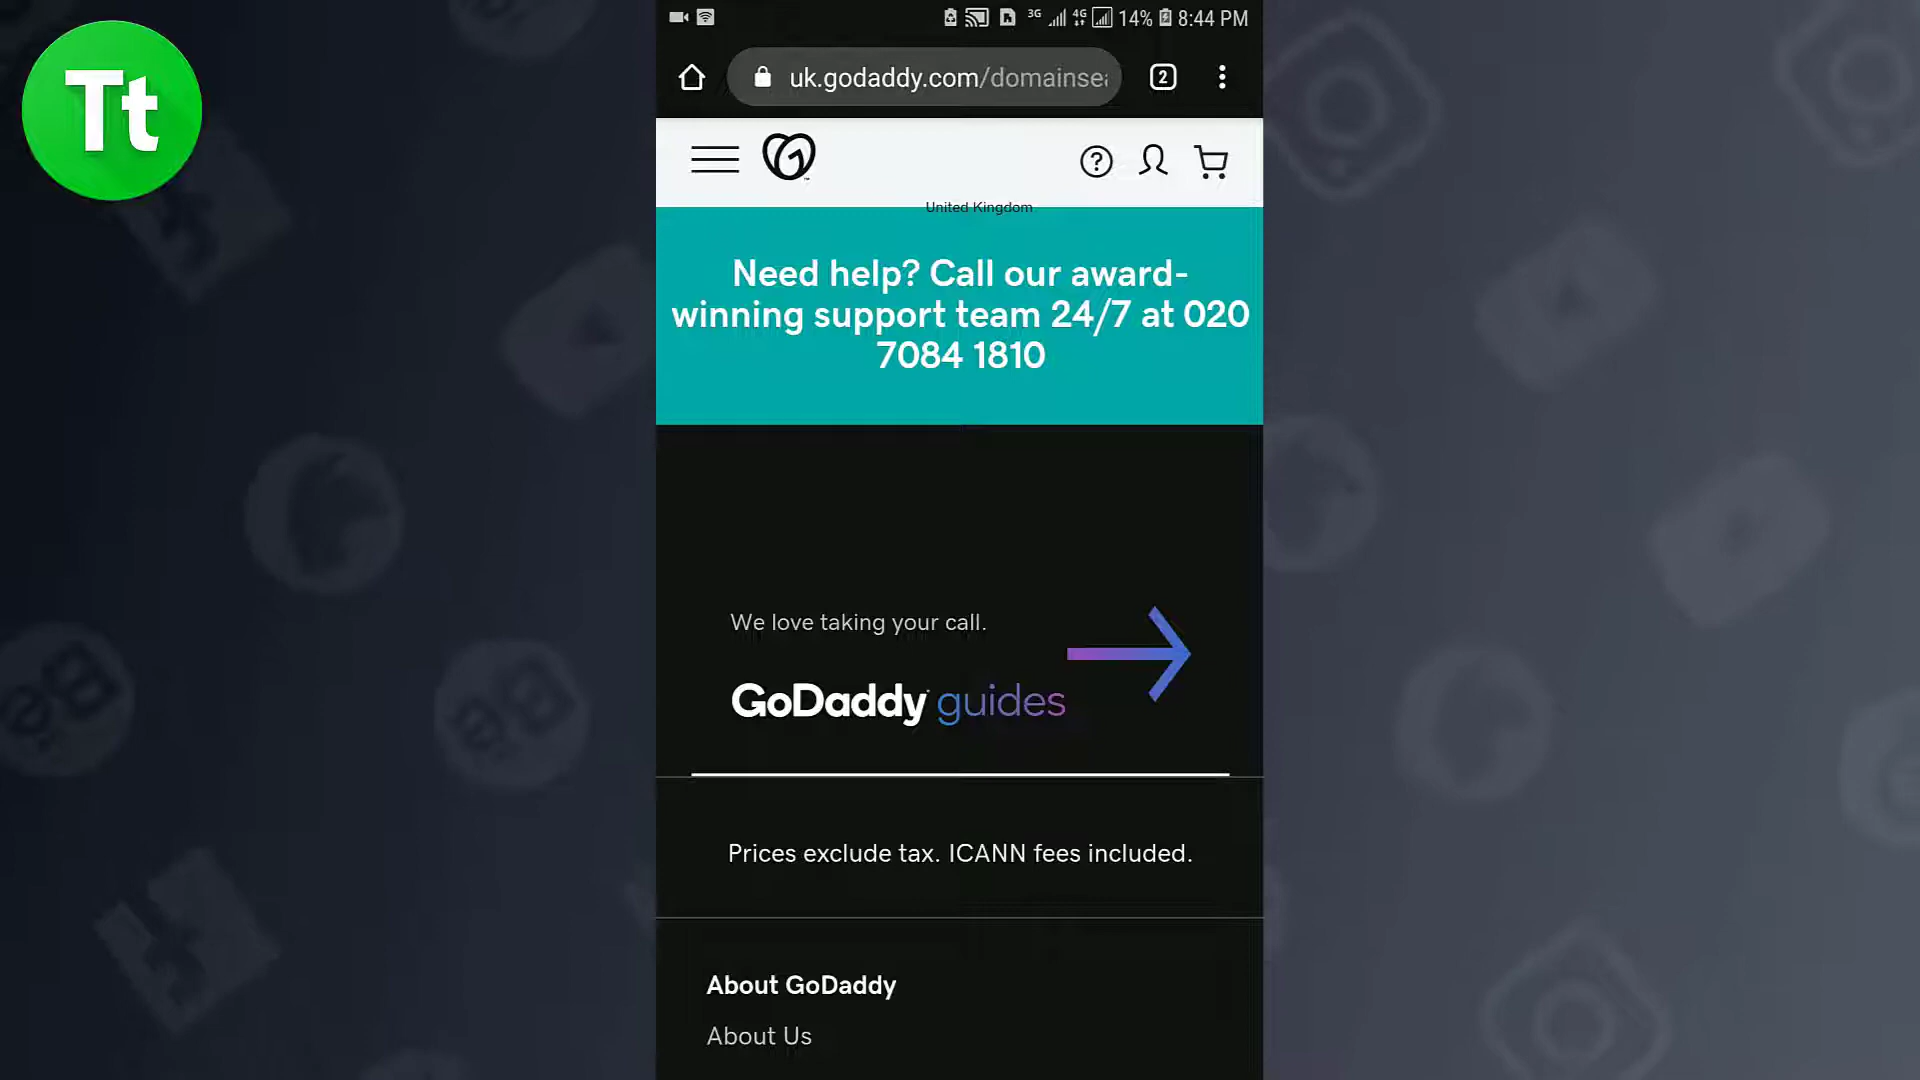 Tt
3G
4G
14%
8:44 PM
uk.godaddy.com/domainsea
2
United Kingdom
Need help? Call our award-
winning support team 24/7 at 020
7084 1810
We love taking your call.
GoDaddy guides
Prices exclude tax. ICANN fees included.
About GoDaddy
About Us